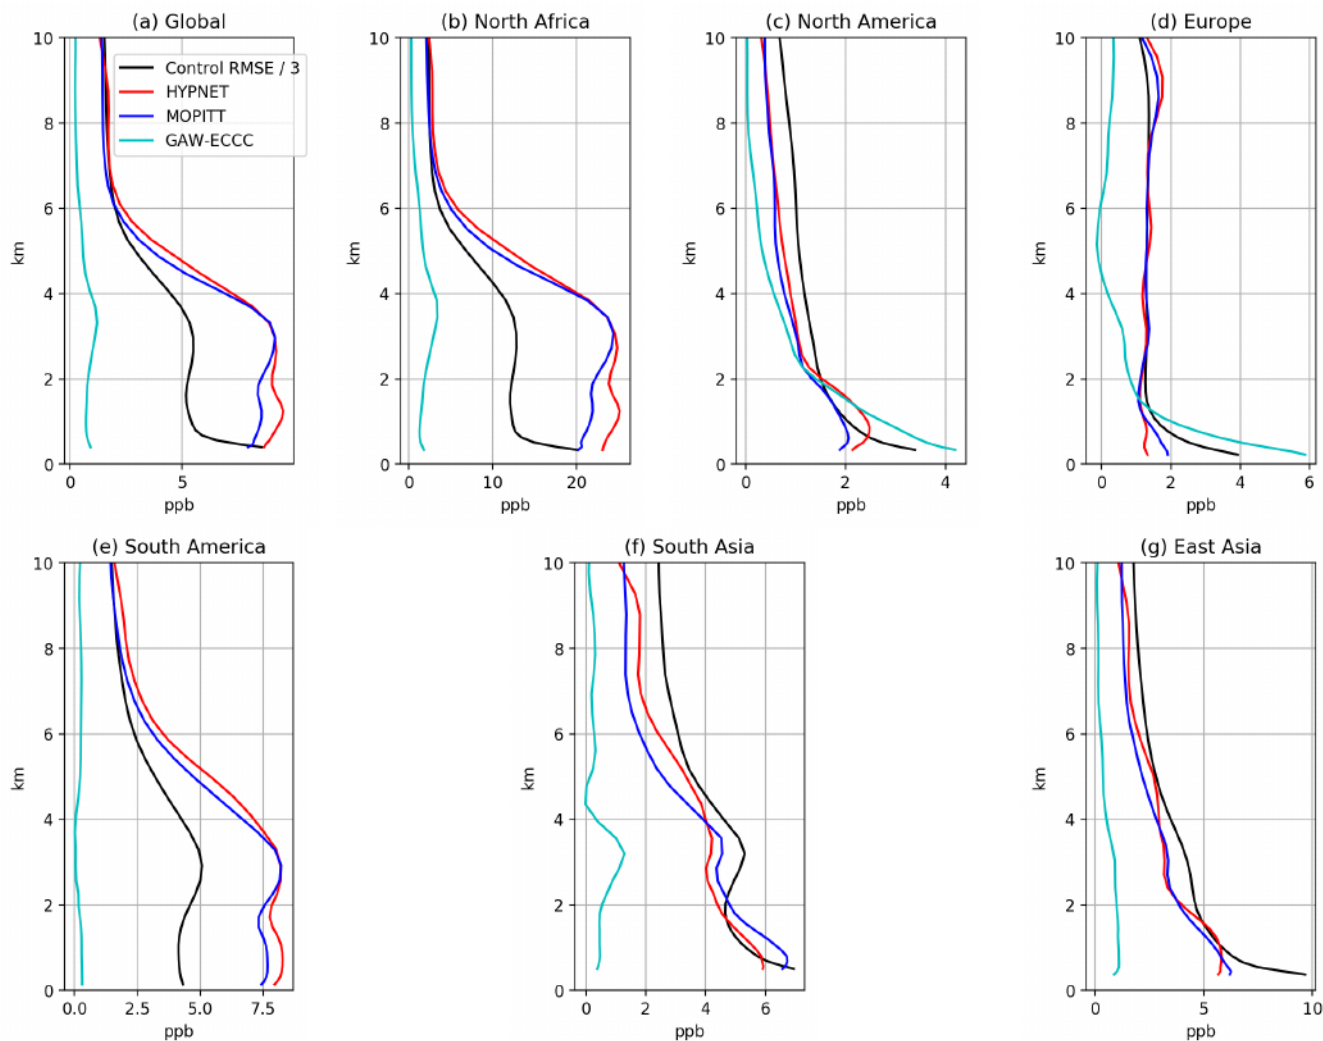 (a) Global
(b) North Africa
(c) North America
(d) Europe
10
8
6
4
2
0
km
Control RMSE / 3
HYPNET
MOPITT
GAW-ECCC
0
5
ppb
10
8
6
4
2
0
km
0
10
20
ppb
10
8
6
4
2
0
km
0
2
4
ppb
10
8
6
4
2
0
km
0
2
4
6
ppb
(e) South America
(f) South Asia
(g) East Asia
10
8
6
4
2
0
km
0.0
2.5
5.0
7.5
ppb
10
8
6
4
2
0
km
0
2
4
6
ppb
10
8
6
4
2
0
km
0
5
10
ppb